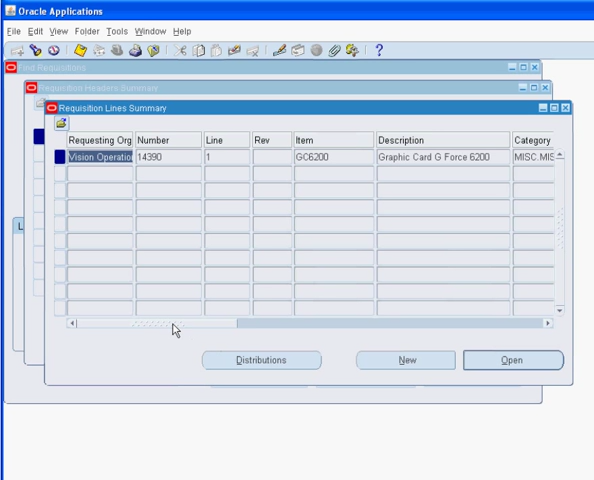 Oracle Applications
File Edit View Folder Tools Window Help
Find Requisitions
Requisition Headers Summary
Requisition Lines Summary
Requesting Org Number Line Rev Item Description Category
Vision Operatio 14390 1 GC6200 Graphic Card G Force 6200 MISC.MIS
L
Distributions New Open